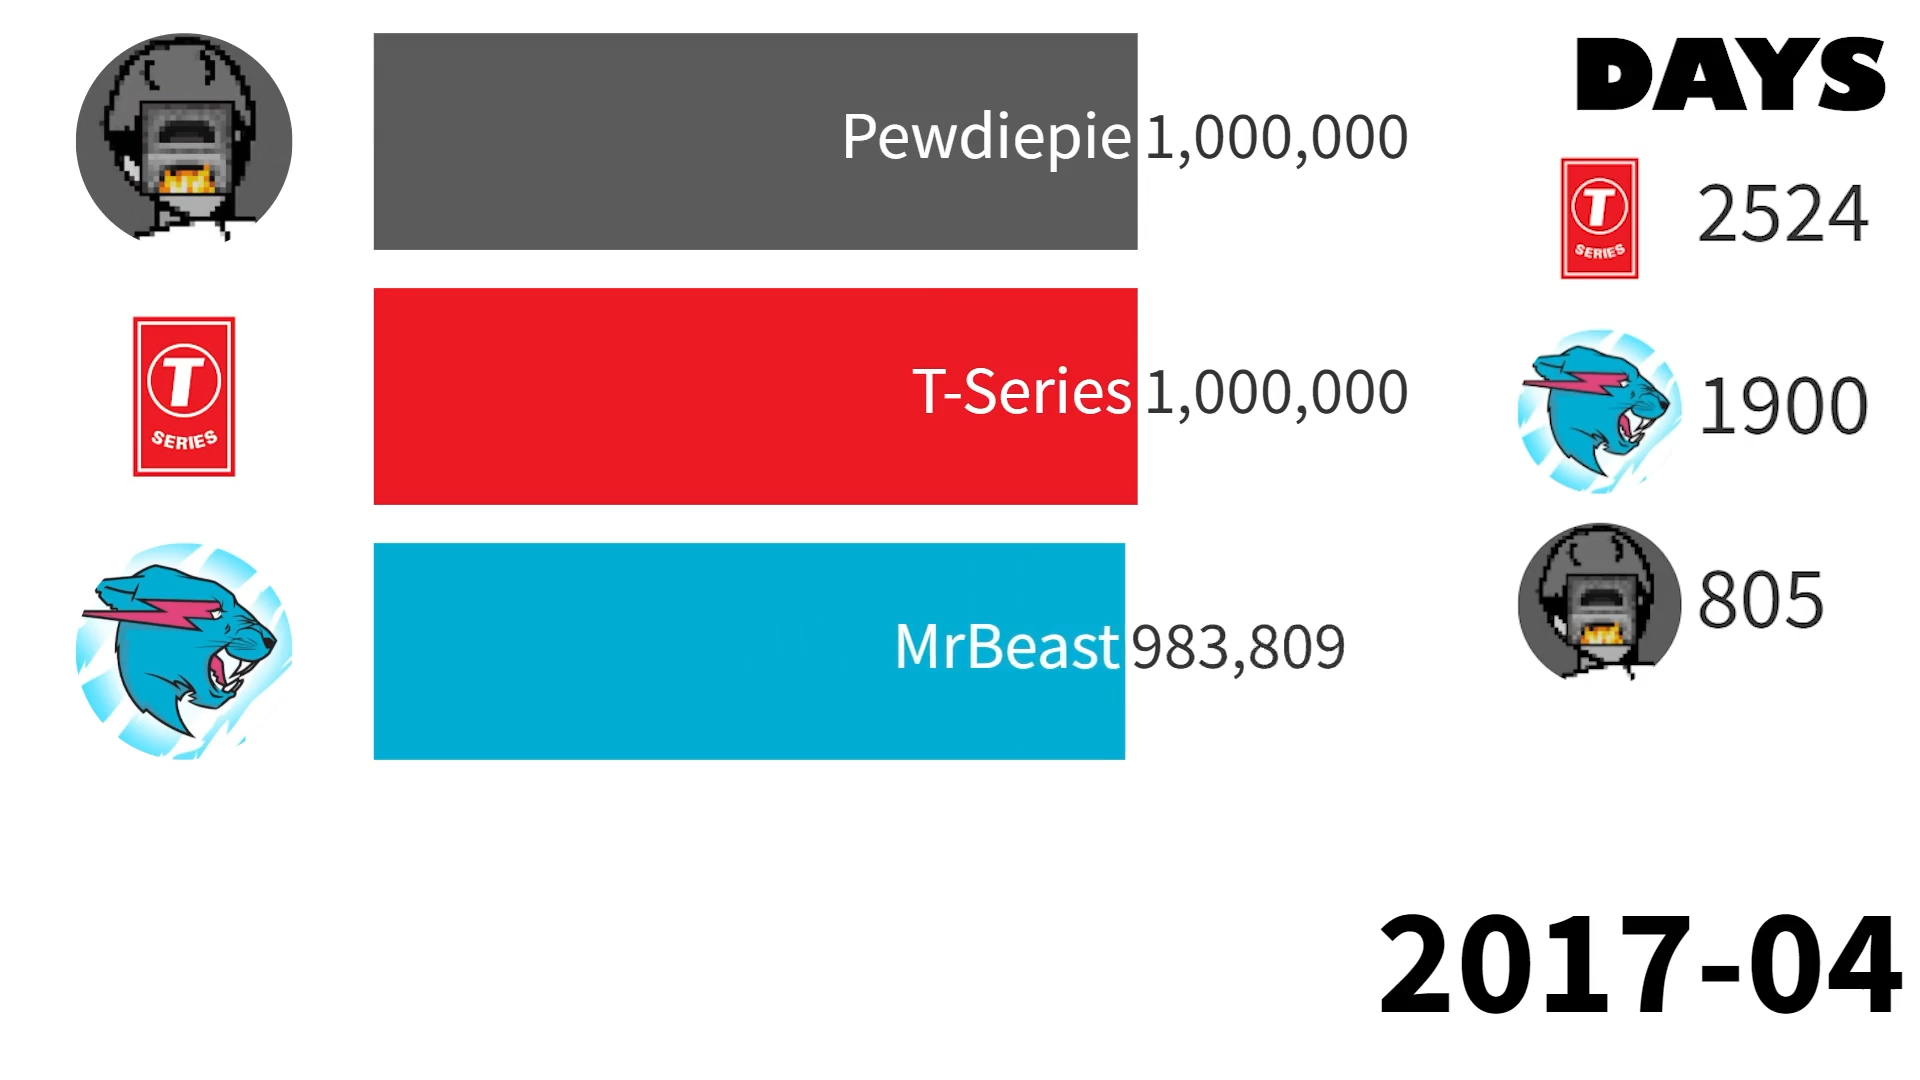 Pewdiepie 1,000,000
T
SERIES
T-Series 1,000,000
MrBeast 983,809
DAYS
T
SERIES
2524
1900
805
2017-04